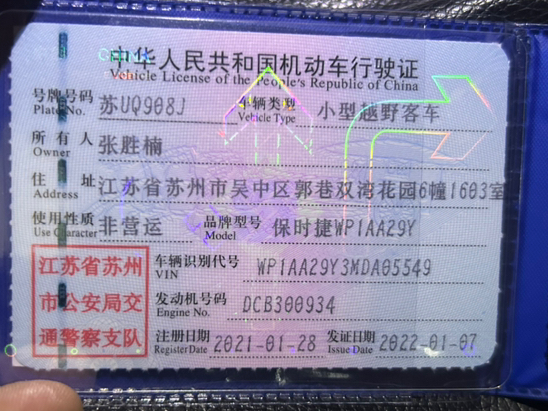 中华人民共和国机动车行驶证
Vehicle License of the People's Republic of China
号牌号码 苏UQ908J 车辆类型 小型越野客车
Plate No. Vehicle Type
所有人 张胜楠
Owner
住址 江苏省苏州市吴中区郭巷双湾花园6幢1603室
Address
使用性质 非营运 品牌型号 保时捷WP1AA29Y
Use Character Model
江苏省苏州
市公安局交
通警察支队
车辆识别代号 WP1AA29Y3MDA05549
VIN
发动机号码 DCB300934
Engine No.
注册日期 2021-01-28 发证日期 2022-01-07
Register Date Issue Date